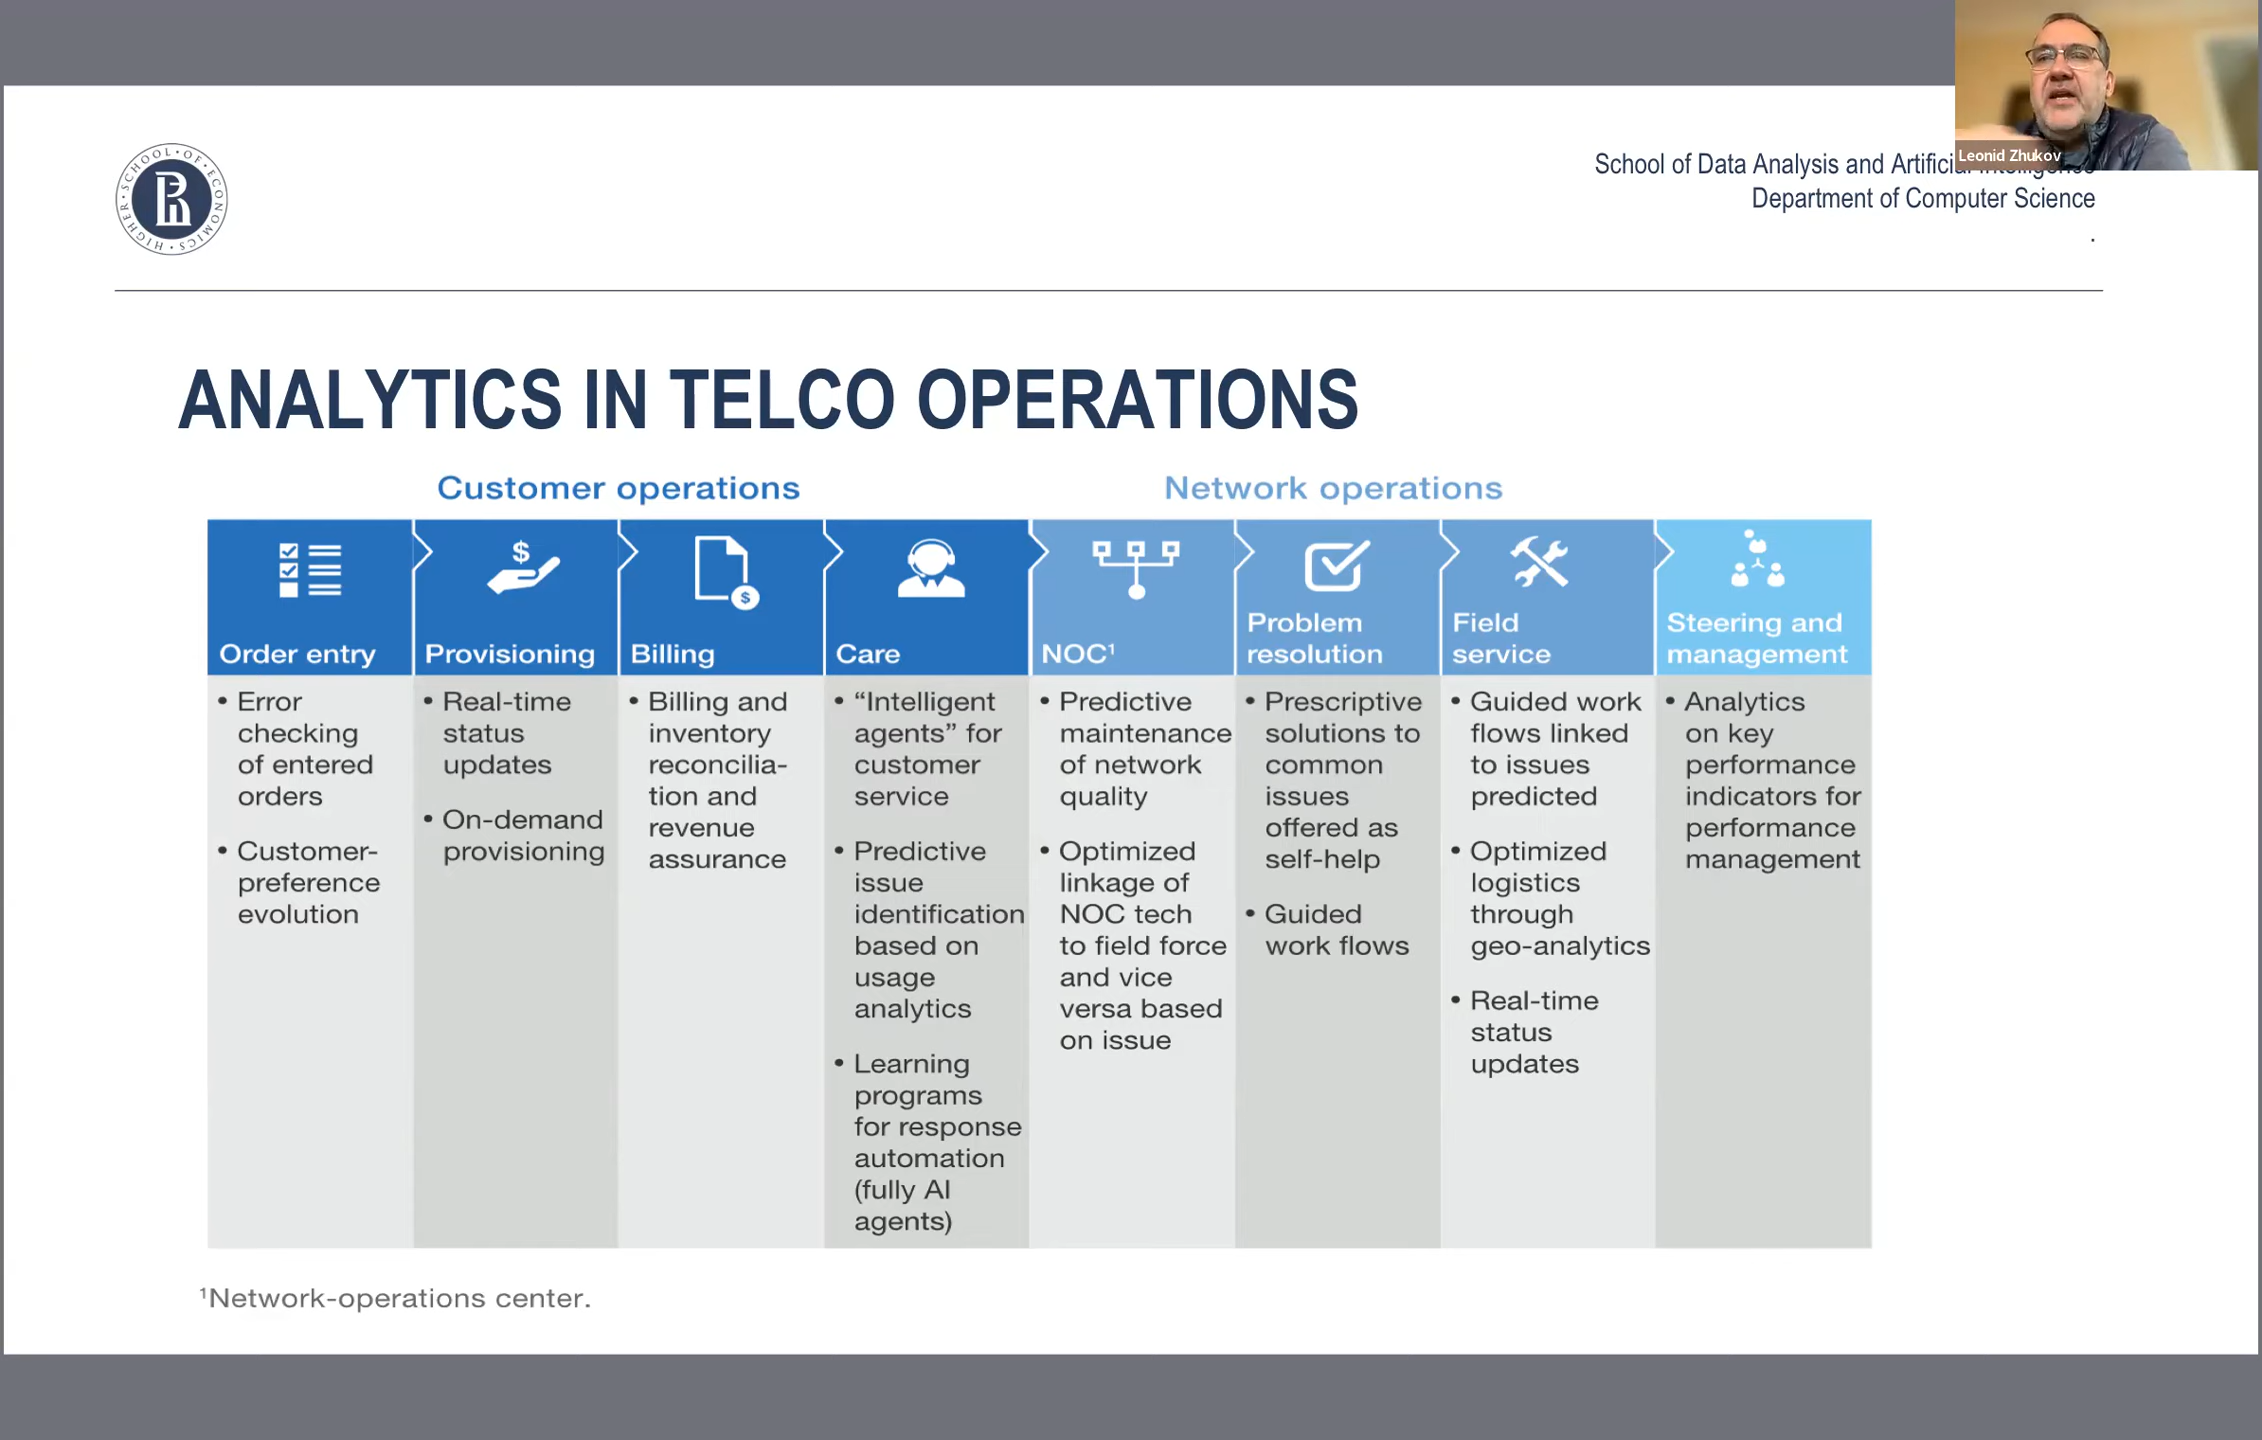 Leonid Zhukov
HIGHER · SCHOOL · OF · ECONOMICS ·
School of Data Analysis and Artificial Intelligence
Department of Computer Science
.
ANALYTICS IN TELCO OPERATIONS
Customer operations
Network operations
Order entry
• Error
checking
of entered
orders
• Customer-
preference
evolution
$
Provisioning
• Real-time
status
updates
• On-demand
provisioning
$
Billing
• Billing and
inventory
reconcilia-
tion and
revenue
assurance
Care
• “Intelligent
agents” for
customer
service
• Predictive
issue
identification
based on
usage
analytics
• Learning
programs
for response
automation
(fully AI
agents)
NOC¹
• Predictive
maintenance
of network
quality
• Optimized
linkage of
NOC tech
to field force
and vice
versa based
on issue
Problem
resolution
• Prescriptive
solutions to
common
issues
offered as
self-help
• Guided
work flows
Field
service
• Guided work
flows linked
to issues
predicted
• Optimized
logistics
through
geo-analytics
• Real-time
status
updates
Steering and
management
• Analytics
on key
performance
indicators for
performance
management
¹Network-operations center.